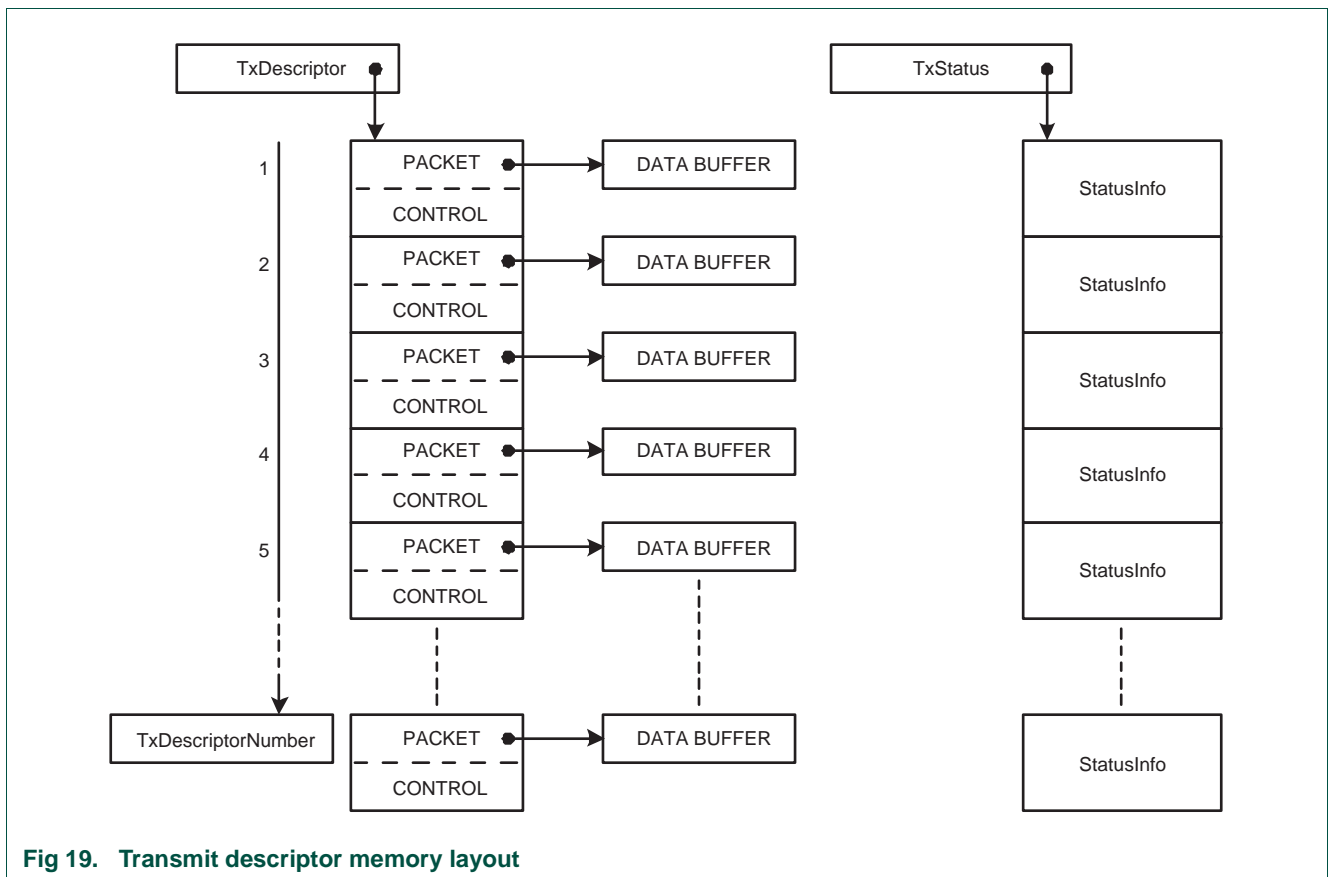 TxDescriptor
TxStatus
1
PACKET
DATA BUFFER
CONTROL
StatusInfo
2
PACKET
DATA BUFFER
CONTROL
StatusInfo
3
PACKET
DATA BUFFER
CONTROL
StatusInfo
4
PACKET
DATA BUFFER
CONTROL
StatusInfo
5
PACKET
DATA BUFFER
CONTROL
StatusInfo
TxDescriptorNumber
PACKET
DATA BUFFER
CONTROL
StatusInfo
Fig 19. Transmit descriptor memory layout